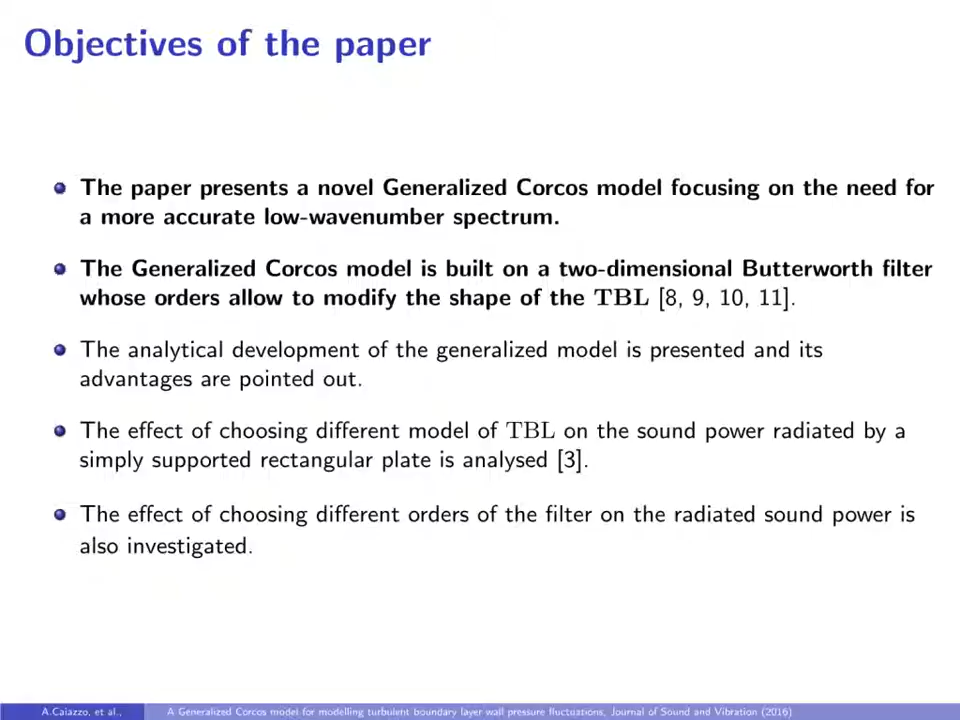 Objectives of the paper
The paper presents a novel Generalized Corcos model focusing on the need for
a more accurate low-wavenumber spectrum.
The Generalized Corcos model is built on a two-dimensional Butterworth filter
whose orders allow to modify the shape of the TBL [8, 9, 10, 11].
The analytical development of the generalized model is presented and its
advantages are pointed out.
The effect of choosing different model of TBL on the sound power radiated by a
simply supported rectangular plate is analysed [3].
The effect of choosing different orders of the filter on the radiated sound power is
also investigated.
A.Caiazzo, et al., A Generalized Corcos model for modelling turbulent boundary layer wall pressure fluctuations, Journal of Sound and Vibration (2016)